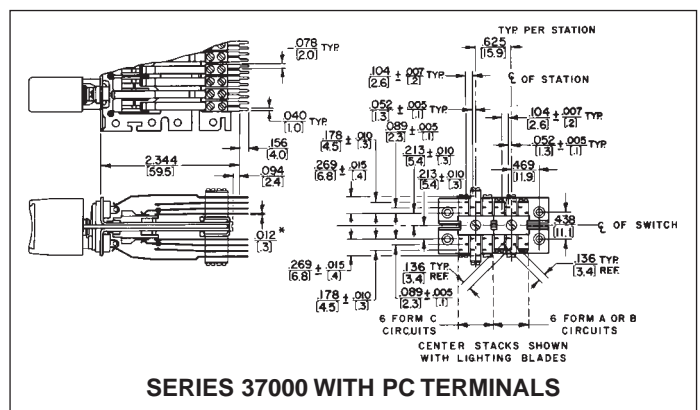 TYP. PER STATION
.625
[15.9]
.078 TYP.
[2.0]
.104 ± .007 TYP.
[2.6] [.2]
℄ OF STATION
.052 ± .005 TYP.
[1.3] [.1]
.104 ± .007 TYP.
[2.6] [.2]
.040 TYP.
[1.0]
.089 ± .005
[2.3] [.1]
.178 ± .010
[4.5] [.3]
.052 ± .005 TYP.
[1.3] [.1]
.156
[4.0]
.213 ± .010
[5.4] [.3]
.469
[11.9]
2.344
[59.5]
.094
[2.4]
.269 ± .015
[6.8] [.4]
.213 ± .010
[5.4] [.3]
.438
[11.1]
℄ OF SWITCH
.012 *
[.3]
.269 ± .015
[6.8] [.4]
.136 TYP.
[3.4] REF.
.136 TYP.
[3.4] REF.
.178 ± .010
[4.5] [.3]
.089 ± .005
[2.3] [.1]
6 FORM C
CIRCUITS
6 FORM A OR B
CIRCUITS
CENTER STACKS SHOWN
WITH LIGHTING BLADES
SERIES 37000 WITH PC TERMINALS